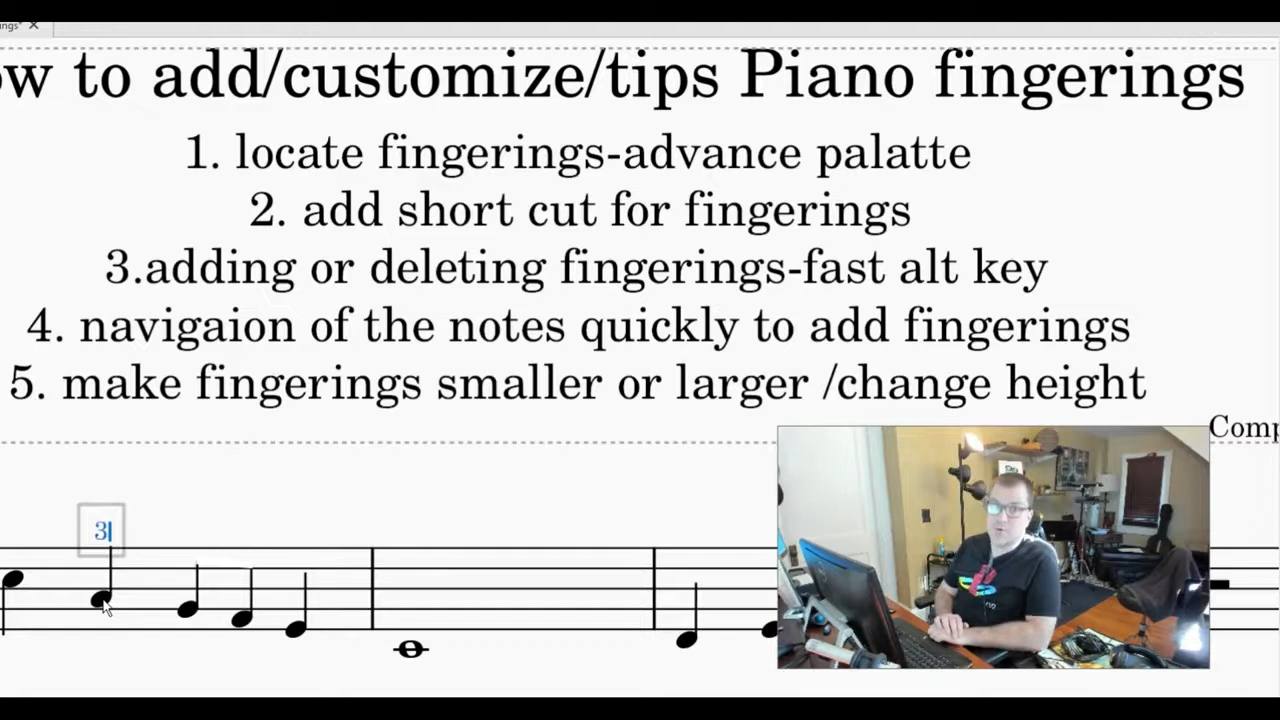 ngs* ✕
ow to add/customize/tips Piano fingerings
1. locate fingerings-advance palatte
2. add short cut for fingerings
3.adding or deleting fingerings-fast alt key
4. navigaion of the notes quickly to add fingerings
5. make fingerings smaller or larger /change height
Comp
3